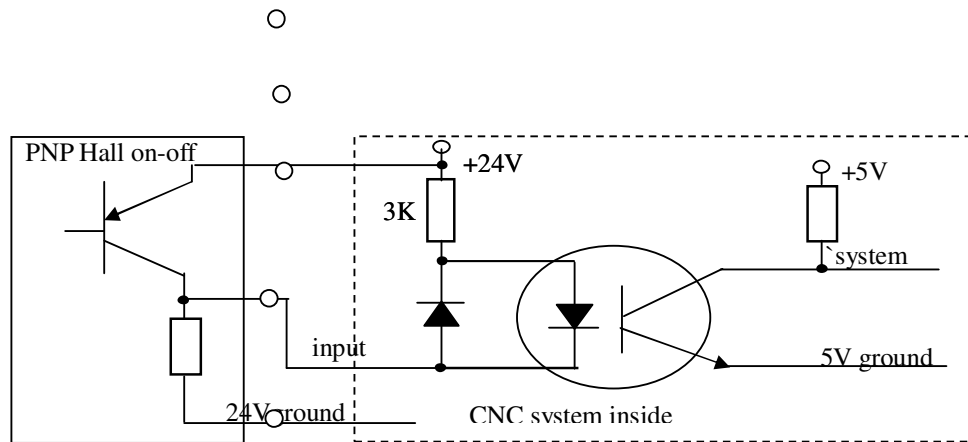 PNP Hall on-off
+24V
+5V
3K
`system
input
5V ground
24V ground
CNC system inside